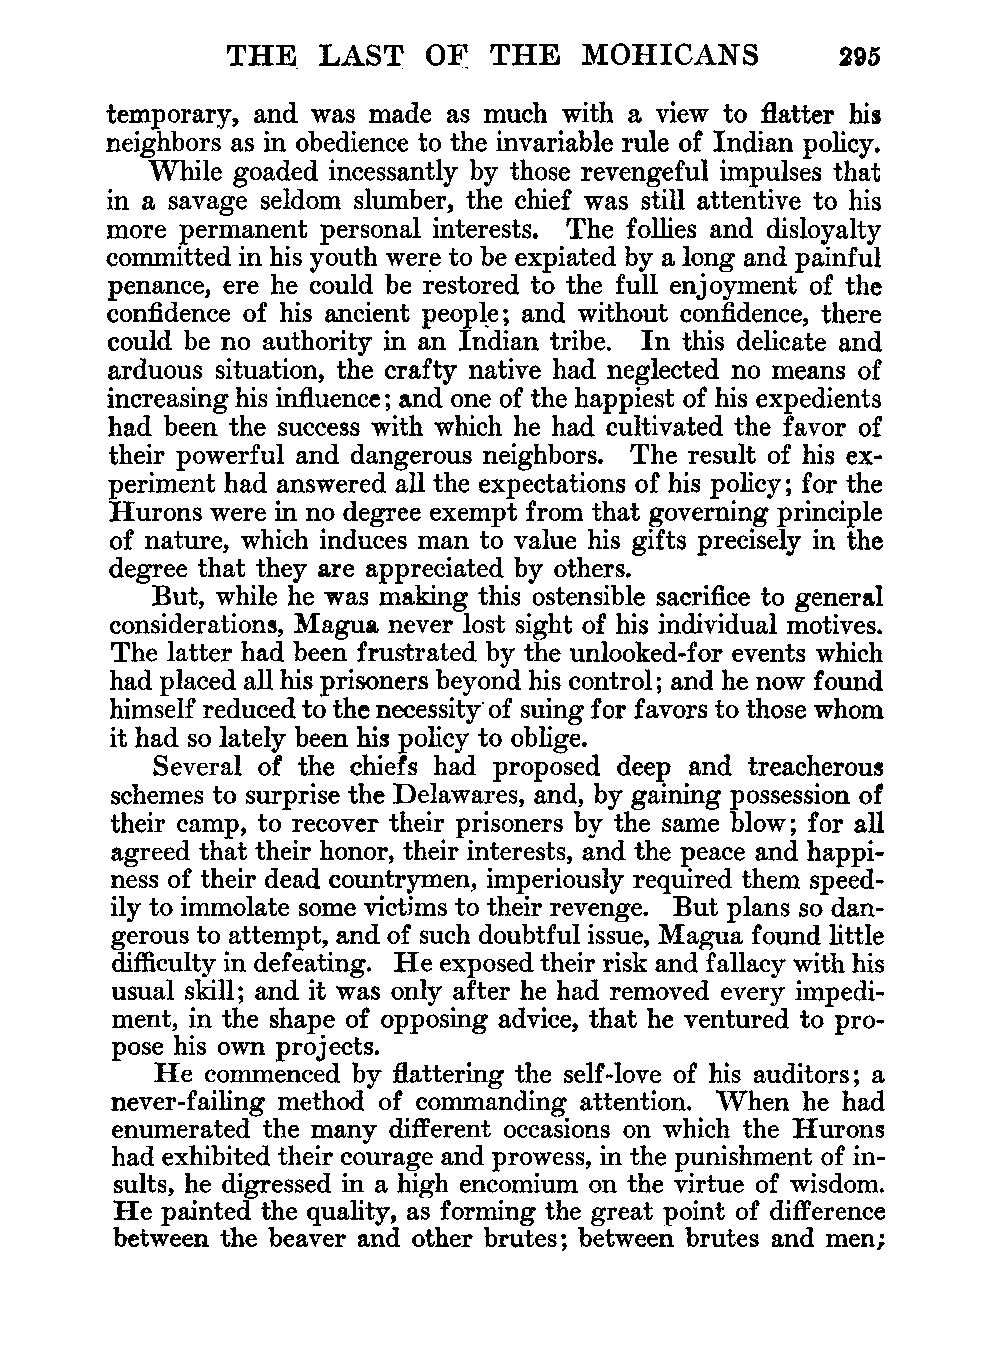 THE LAST OF THE MOHICANS 295
temporary, and was made as much with a view to flatter his
neighbors as in obedience to the invariable rule of Indian policy.
While goaded incessantly by those revengeful impulses that
in a savage seldom slumber, the chief was still attentive to his
more permanent personal interests. The follies and disloyalty
committed in his youth were to be expiated by a long and painful
penance, ere he could be restored to the full enjoyment of the
confidence of his ancient people; and without confidence, there
could be no authority in an Indian tribe. In this delicate and
arduous situation, the crafty native had neglected no means of
increasing his influence; and one of the happiest of his expedients
had been the success with which he had cultivated the favor of
their powerful and dangerous neighbors. The result of his ex-
periment had answered all the expectations of his policy; for the
Hurons were in no degree exempt from that governing principle
of nature, which induces man to value his gifts precisely in the
degree that they are appreciated by others.
But, while he was making this ostensible sacrifice to general
considerations, Magua never lost sight of his individual motives.
The latter had been frustrated by the unlooked-for events which
had placed all his prisoners beyond his control; and he now found
himself reduced to the necessity of suing for favors to those whom
it had so lately been his policy to oblige.
Several of the chiefs had proposed deep and treacherous
schemes to surprise the Delawares, and, by gaining possession of
their camp, to recover their prisoners by the same blow; for all
agreed that their honor, their interests, and the peace and happi-
ness of their dead countrymen, imperiously required them speed-
ily to immolate some victims to their revenge. But plans so dan-
gerous to attempt, and of such doubtful issue, Magua found little
difficulty in defeating. He exposed their risk and fallacy with his
usual skill; and it was only after he had removed every impedi-
ment, in the shape of opposing advice, that he ventured to pro-
pose his own projects.
He commenced by flattering the self-love of his auditors; a
never-failing method of commanding attention. When he had
enumerated the many different occasions on which the Hurons
had exhibited their courage and prowess, in the punishment of in-
sults, he digressed in a high encomium on the virtue of wisdom.
He painted the quality, as forming the great point of difference
between the beaver and other brutes; between brutes and men;